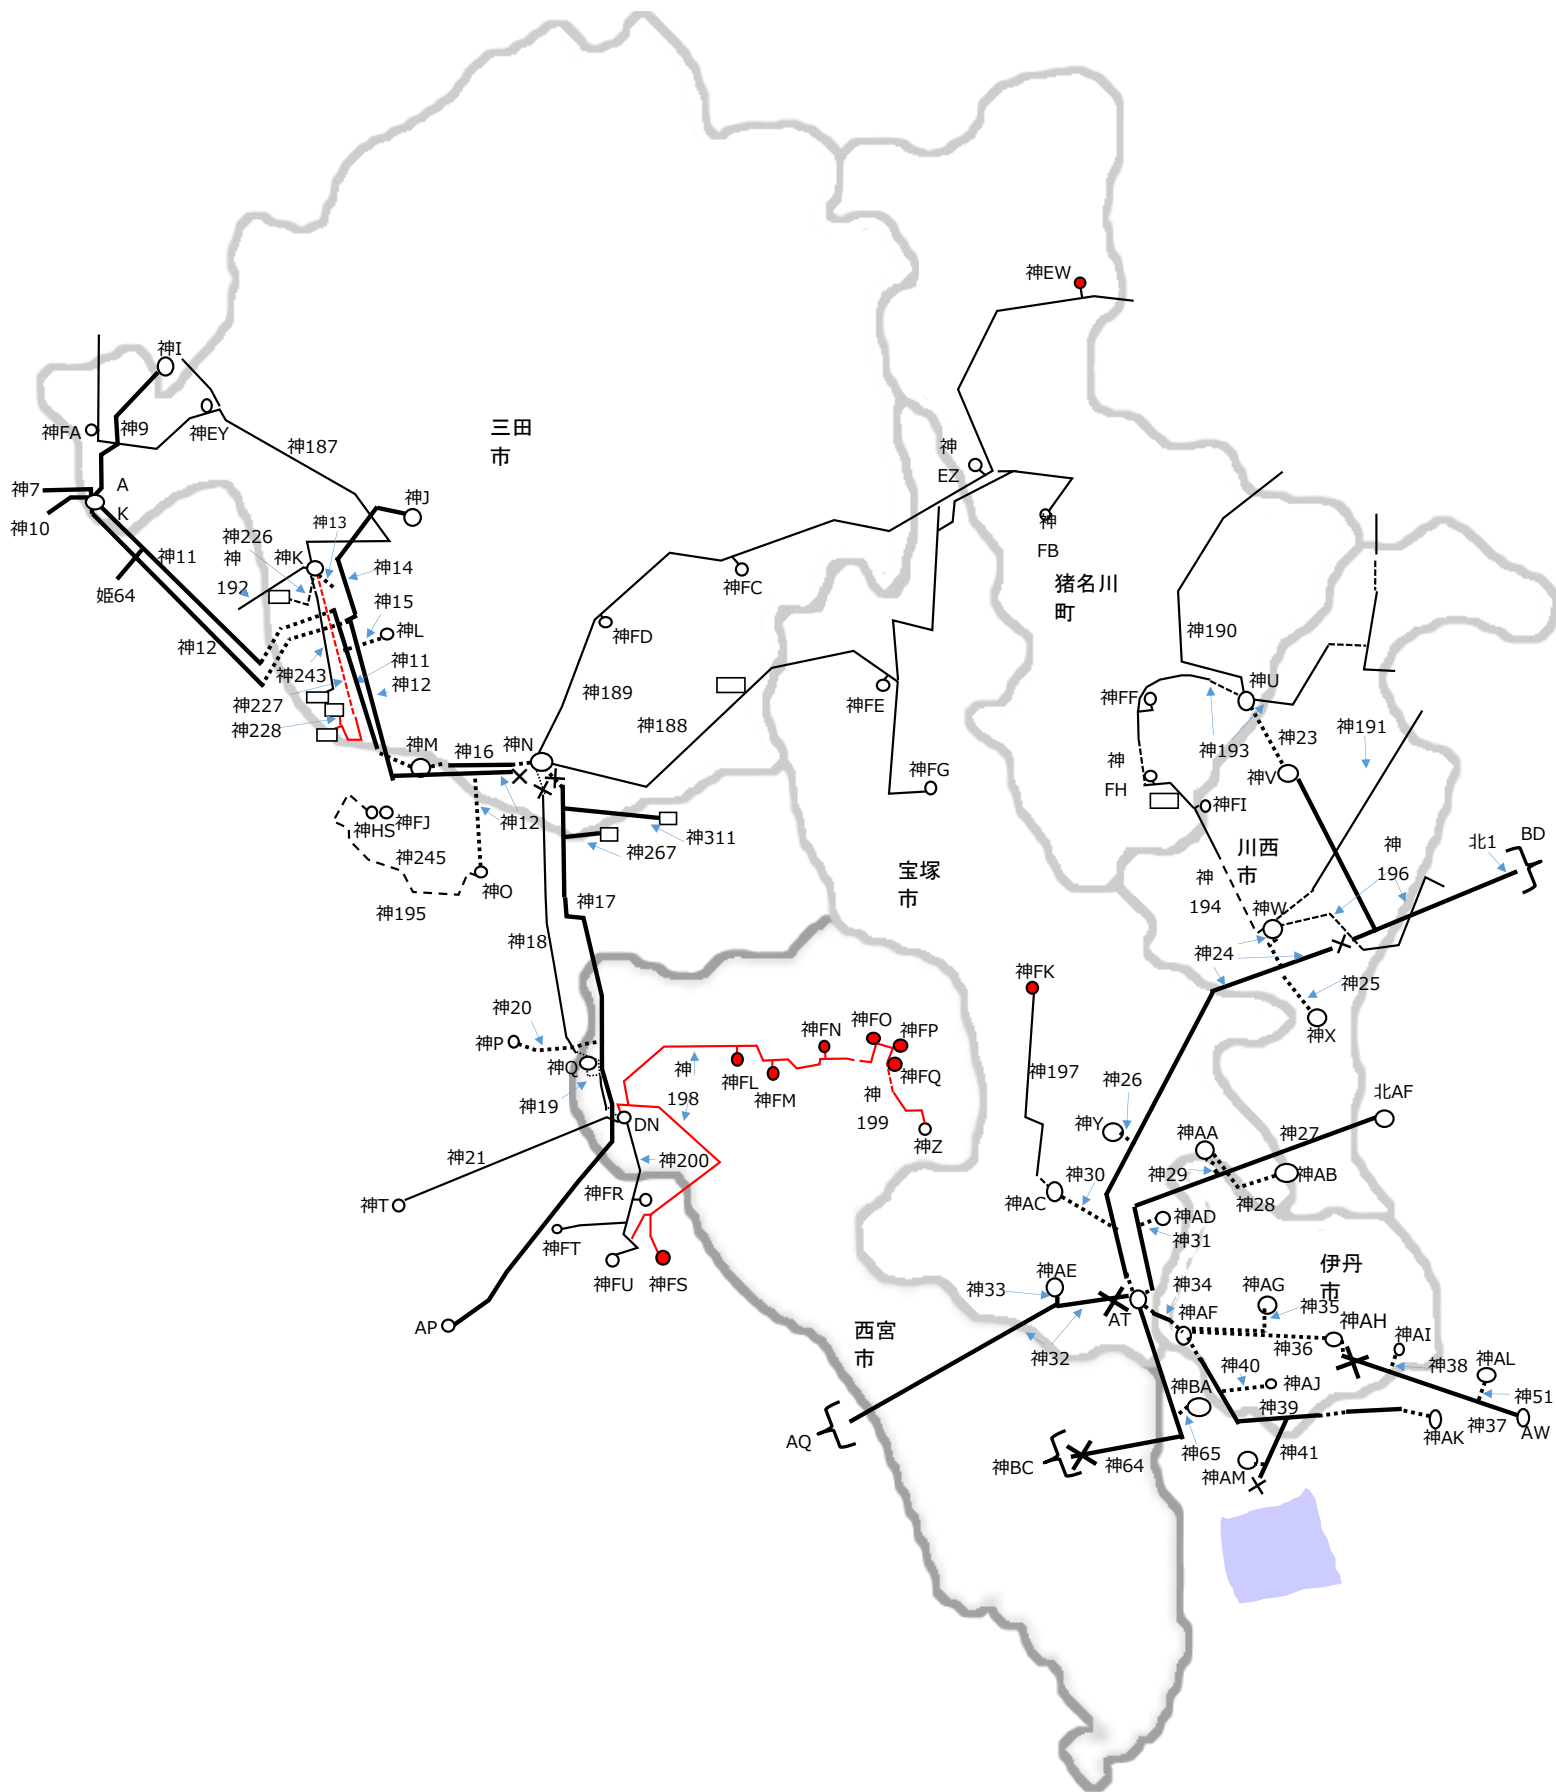 神EW
神I
神FA
神9
神EY
神187
三田
市
神
EZ
神7
A
K
神10
神J
神13
神226
神
192
神K
神11
神14
神
FB
姫64
神15
神FC
猪名川
町
神12
神L
神FD
神190
神243
神11
神12
神189
神227
神228
神188
神FE
神FF
神U
神193
神23
神191
神M
神16
神N
神FG
神
FH
神V
神FI
神HS
神FJ
神12
神311
神267
神245
神O
神195
宝塚
市
川西
市
神
196
北1
BD
神
194
神17
神18
神W
神24
神25
神FK
神X
神20
神P
神Q
神19
神FN
神FO
神FP
神FL
神FM
神FQ
神
198
神
199
神197
神26
DN
神Z
神Y
北AF
神27
神AA
神29
神AB
神28
神21
神200
神T
神FR
神FT
神FU
神FS
神30
神AC
神AD
神31
伊丹
市
神33
神AE
神34
神AG
神35
AP
西宮
市
AT
神AF
神AH
神36
神AI
神32
神40
神38
神AL
神BA
神AJ
神39
神51
AQ
神37
AW
神AK
神65
神41
神BC
神64
神AM